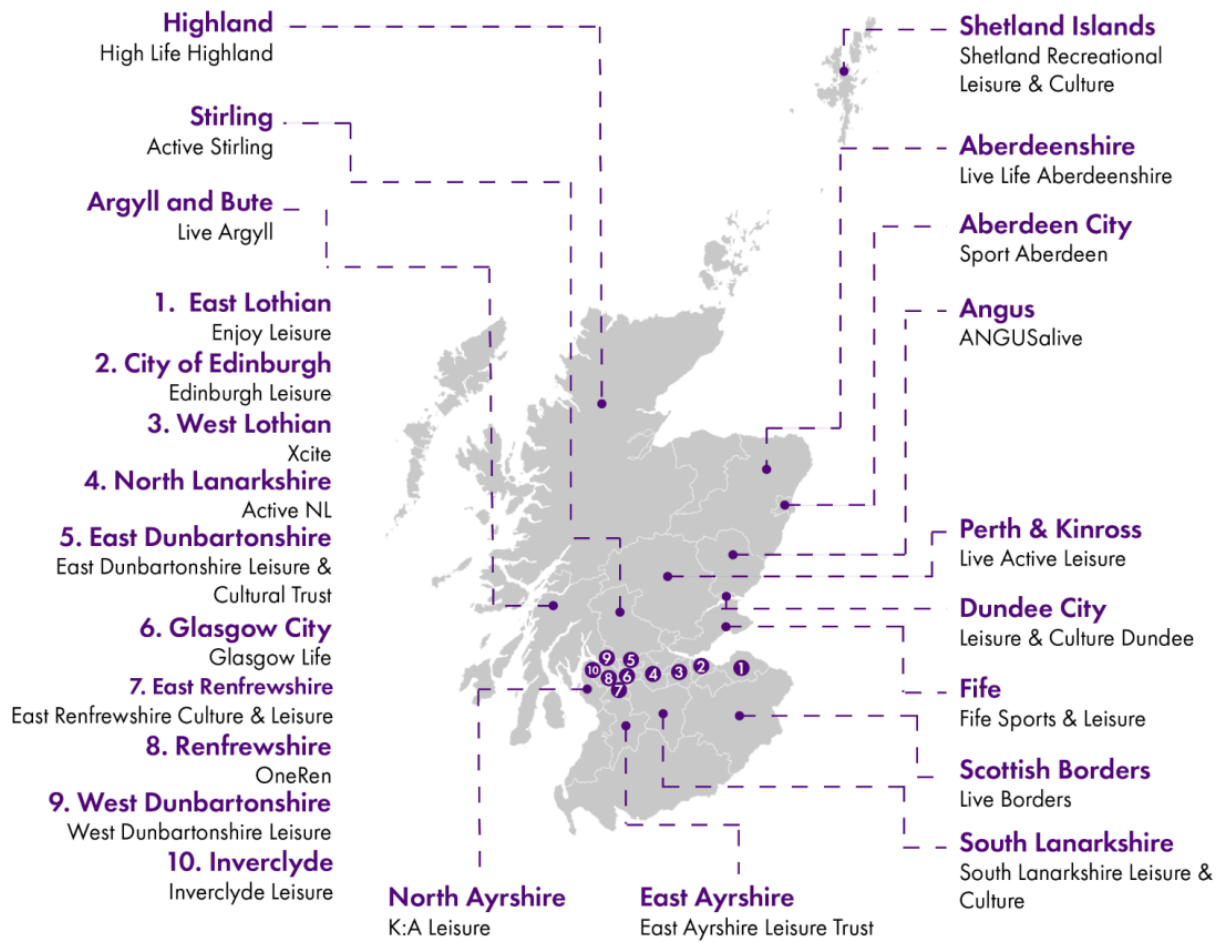 Highland
High Life Highland
Stirling
Active Stirling
Argyll and Bute
Live Argyll
1. East Lothian
Enjoy Leisure
2. City of Edinburgh
Edinburgh Leisure
3. West Lothian
Xcite
4. North Lanarkshire
Active NL
5. East Dunbartonshire
East Dunbartonshire Leisure &
Cultural Trust
6. Glasgow City
Glasgow Life
7. East Renfrewshire
East Renfrewshire Culture & Leisure
8. Renfrewshire
OneRen
9. West Dunbartonshire
West Dunbartonshire Leisure
10. Inverclyde
Inverclyde Leisure
North Ayrshire
K:A Leisure
East Ayrshire
East Ayrshire Leisure Trust
Shetland Islands
Shetland Recreational
Leisure & Culture
Aberdeenshire
Live Life Aberdeenshire
Aberdeen City
Sport Aberdeen
Angus
ANGUSalive
Perth & Kinross
Live Active Leisure
Dundee City
Leisure & Culture Dundee
Fife
Fife Sports & Leisure
Scottish Borders
Live Borders
South Lanarkshire
South Lanarkshire Leisure &
Culture
9
5
10
8
6
7
4
3
2
1